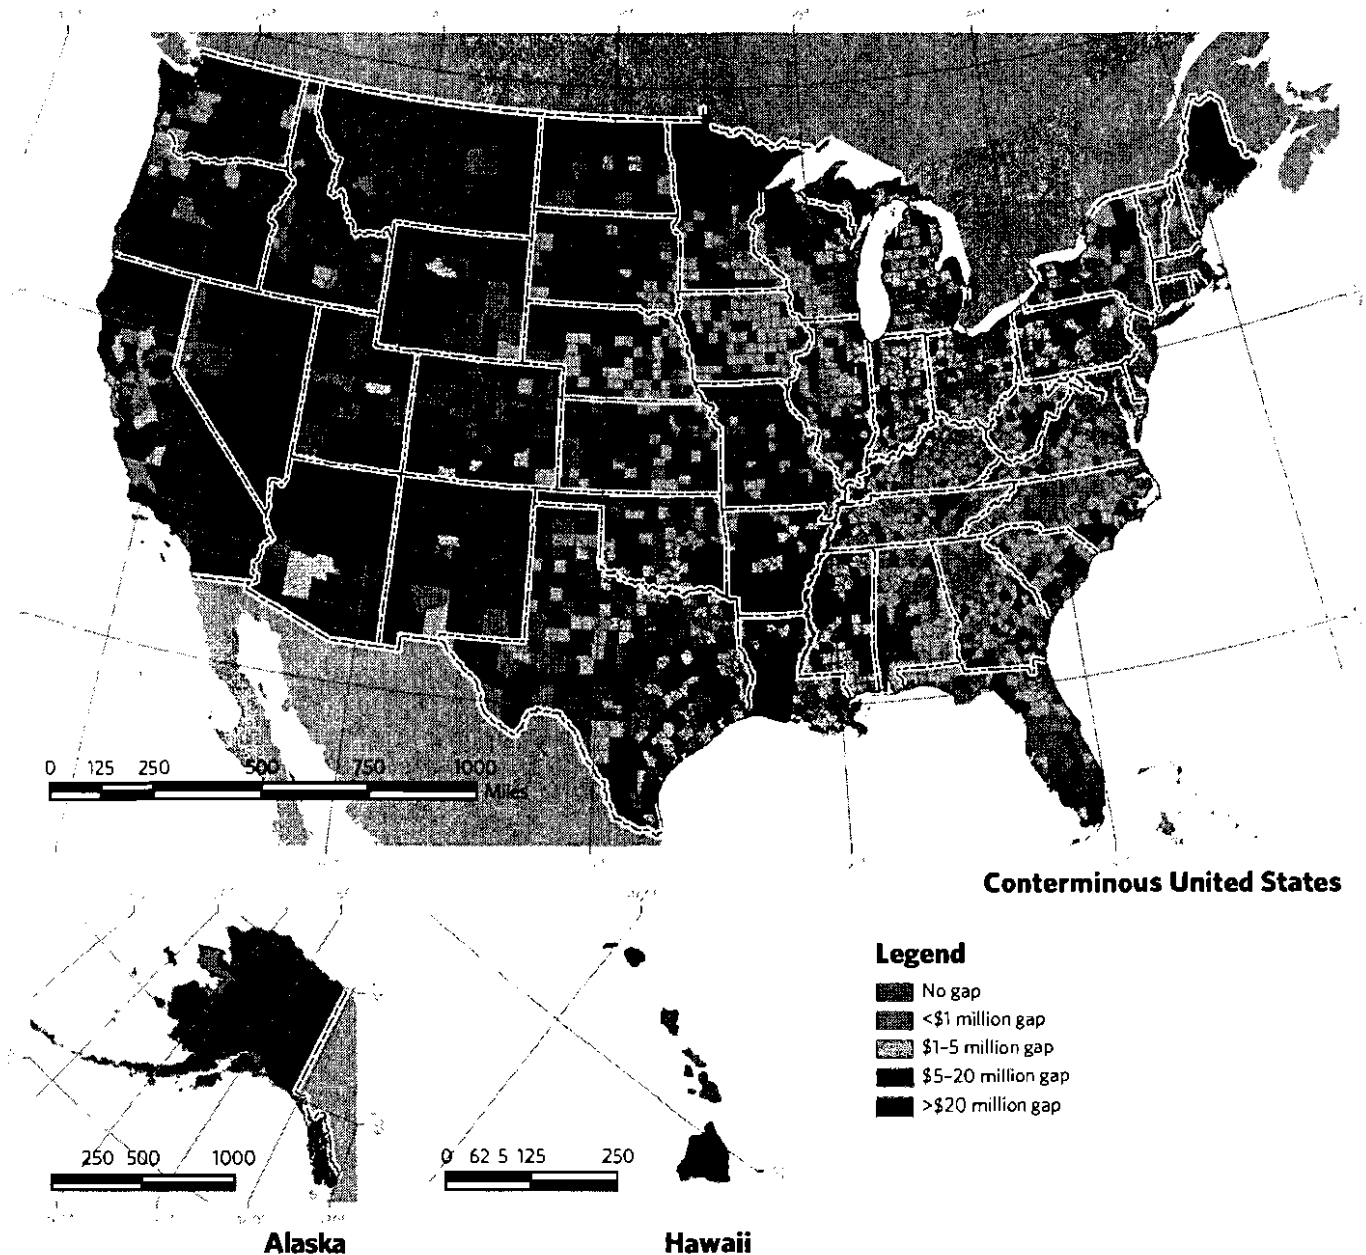 0 125 250 500 750 1000
Miles
Conterminous United States
Legend
No gap
<$1 million gap
$1-5 million gap
$5-20 million gap
>$20 million gap
250 500 1000
0 62 5 125 250
Alaska
Hawaii